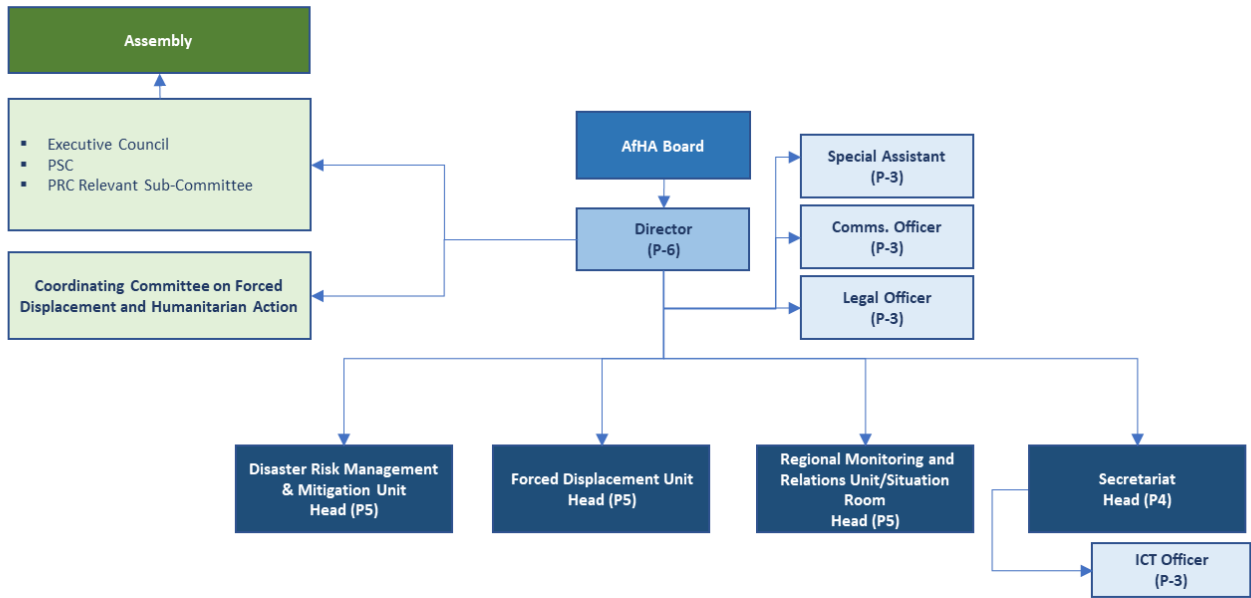 Assembly
▪ Executive Council
▪ PSC
▪ PRC Relevant Sub-Committee
Coordinating Committee on Forced
Displacement and Humanitarian Action
AfHA Board
Director
(P-6)
Special Assistant
(P-3)
Comms. Officer
(P-3)
Legal Officer
(P-3)
Disaster Risk Management
& Mitigation Unit
Head (P5)
Forced Displacement Unit
Head (P5)
Regional Monitoring and
Relations Unit/Situation
Room
Head (P5)
Secretariat
Head (P4)
ICT Officer
(P-3)